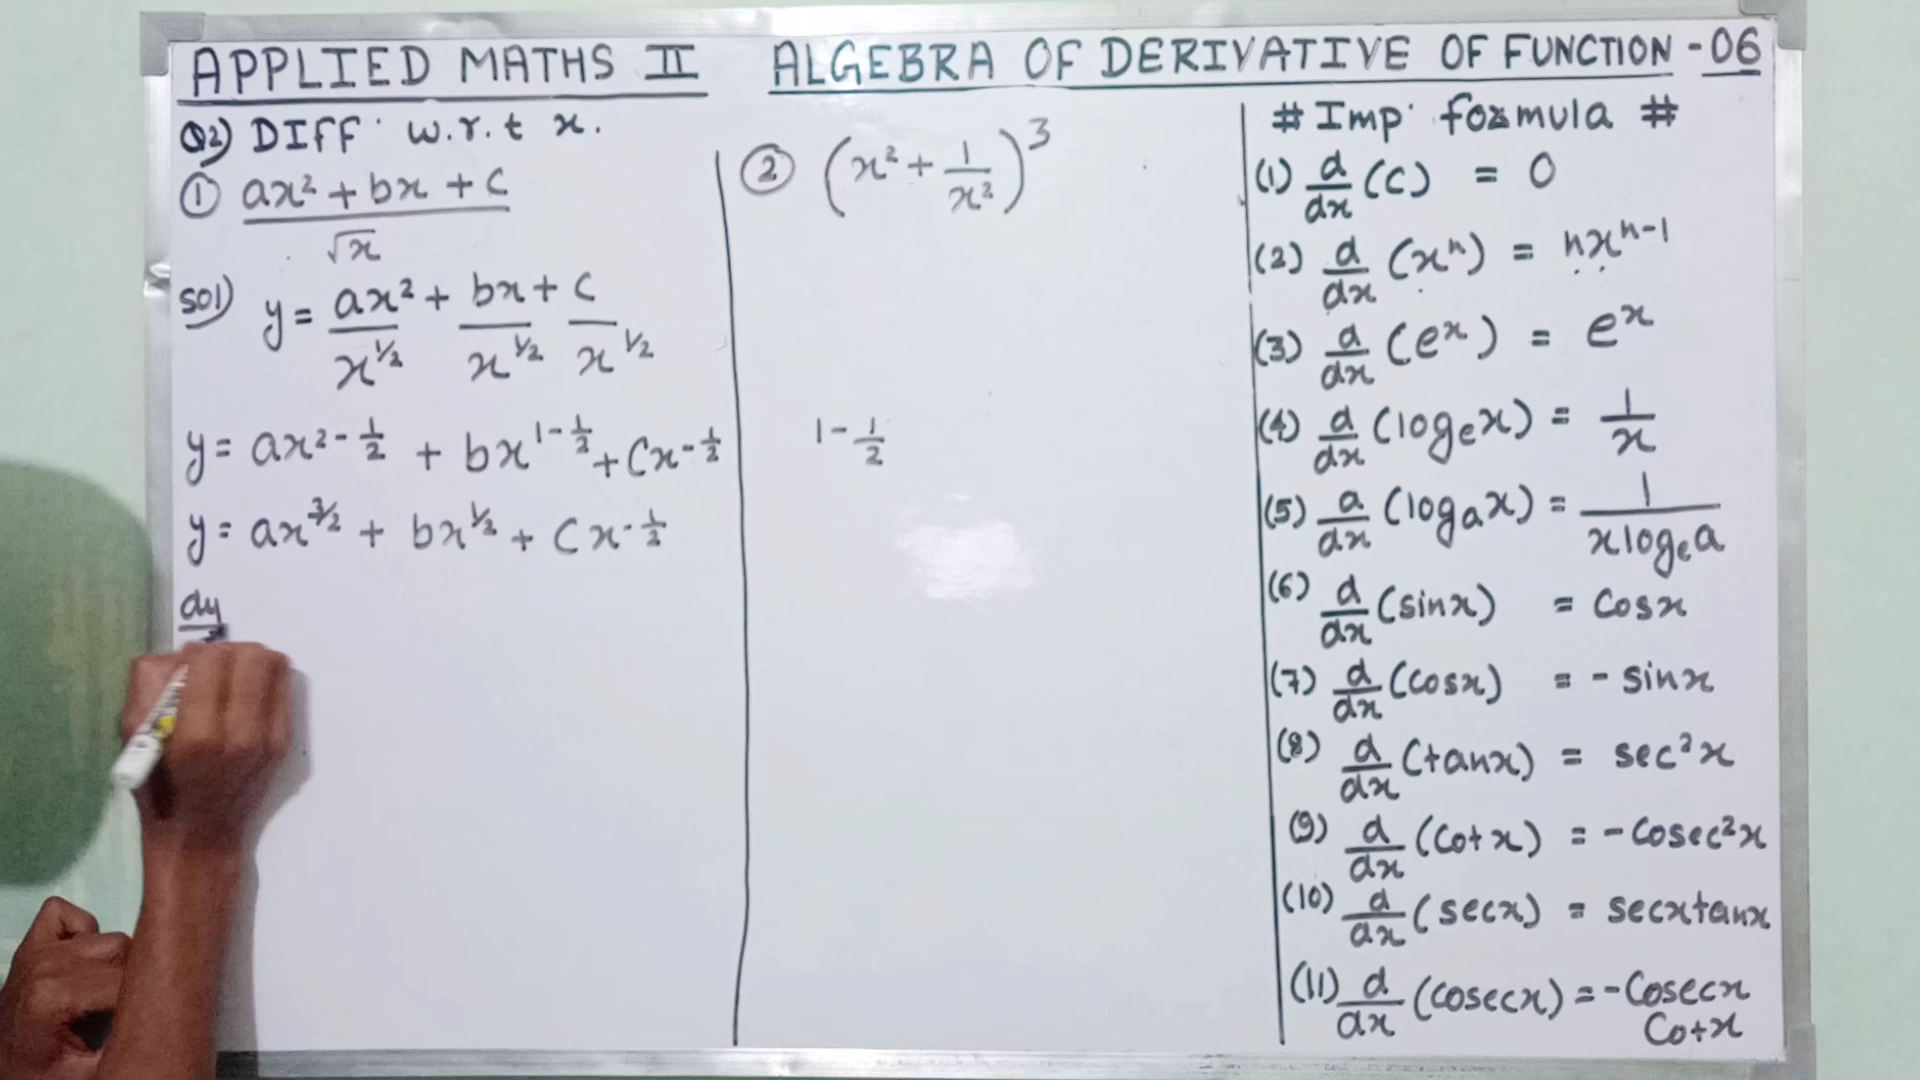 APPLIED MATHS II ALGEBRA OF DERIVATIVE OF FUNCTION - 06
Q2) DIFF. w.r.t x.
① ax² + bx + c
√x
Sol) y = ax² + bx + c
x^1/2 x^1/2 x^1/2
y = ax^2-1/2 + bx^1-1/2 + Cx^-1/2
y = ax^3/2 + bx^1/2 + Cx^-1/2
dy
② (x² + 1/x²)³
1 - 1/2
# Imp. formula #
(1) d/dx (c) = 0
(2) d/dx (xⁿ) = nx^n-1
(3) d/dx (e^x) = e^x
(4) d/dx (logₑx) = 1/x
(5) d/dx (logₐx) = 1/xlogₑa
(6) d/dx (sinx) = Cosx
(7) d/dx (cosx) = - sinx
(8) d/dx (tanx) = sec²x
(9) d/dx (Cotx) = - Cosec²x
(10) d/dx (secx) = secxtanx
(11) d/dx (cosecx) = - Cosecx
Cotx